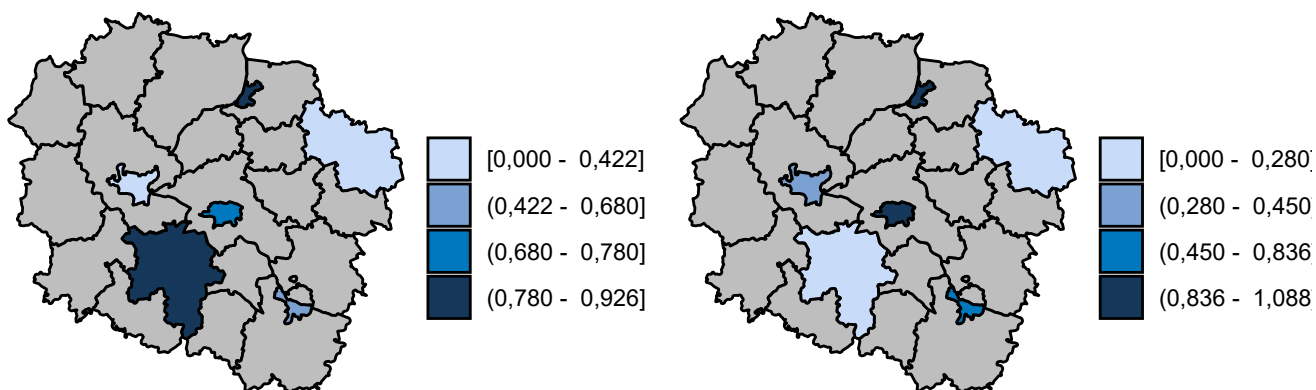 [0,000 - 0,422]
(0,422 - 0,680]
(0,680 - 0,780]
(0,780 - 0,926]
[0,000 - 0,280]
(0,280 - 0,450]
(0,450 - 0,836]
(0,836 - 1,088]